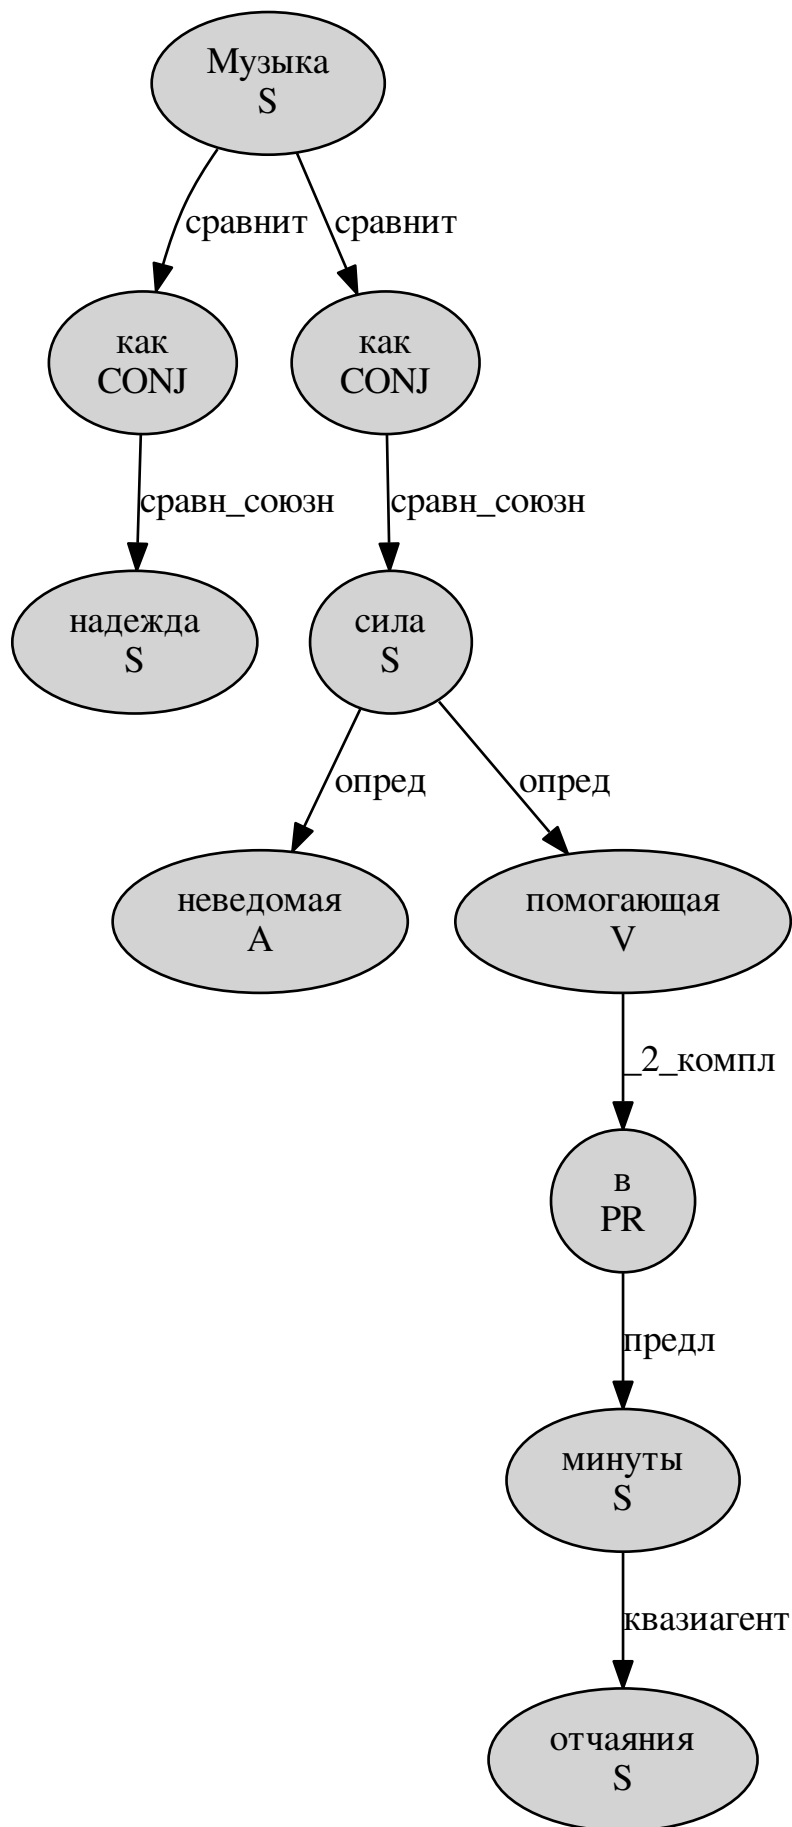 Музыка
S
сравнит сравнит
как
CONJ
как
CONJ
сравн_союзн сравн_союзн
надежда
S
сила
S
опред опред
неведомая
A
помогающая
V
_2_компл
в
PR
предл
минуты
S
квазиагент
отчаяния
S